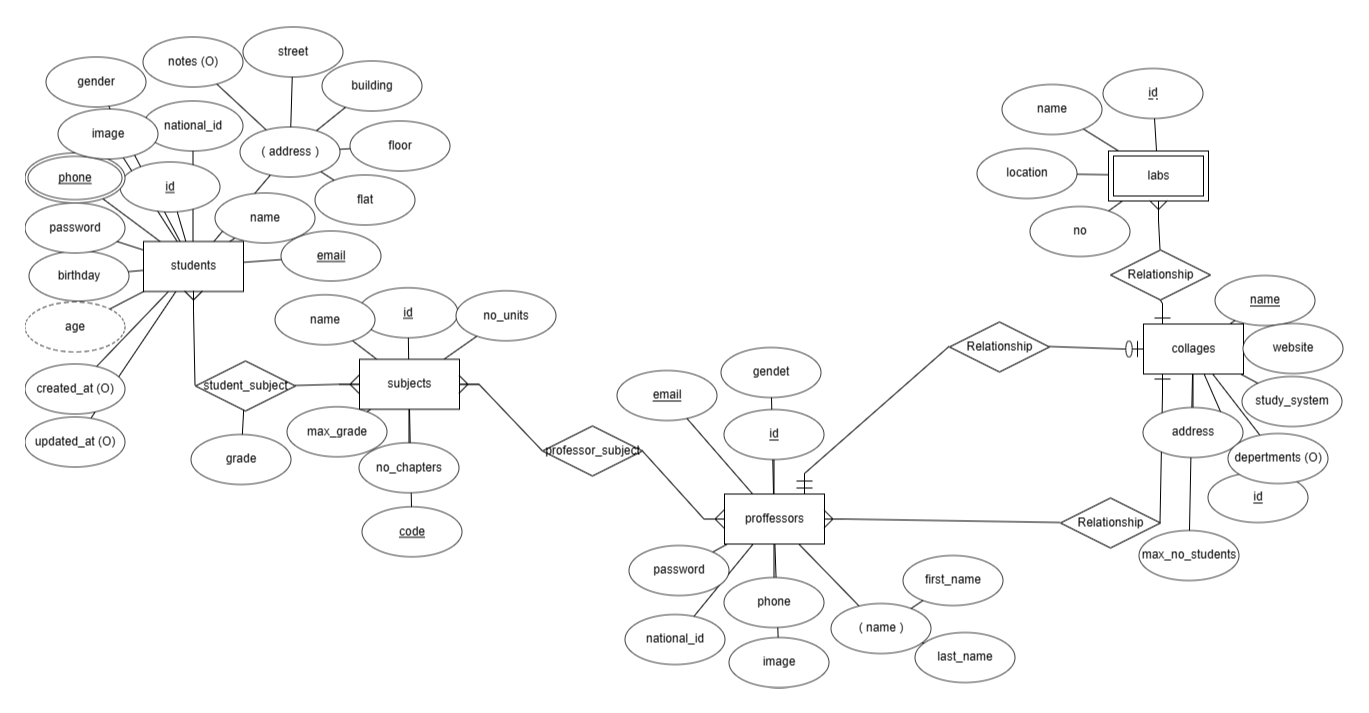 street
notes (O)
gender
building
image
national_id
( address )
floor
phone
id
flat
password
name
students
email
birthday
age
name
id
no_units
created_at (O)
student_subject
subjects
updated_at (O)
grade
max_grade
no_chapters
code
professor_subject
email
gendet
id
proffessors
password
phone
national_id
image
( name )
first_name
last_name
Relationship
Relationship
id
name
labs
location
no
Relationship
name
collages
website
study_system
address
depertments (O)
id
max_no_students